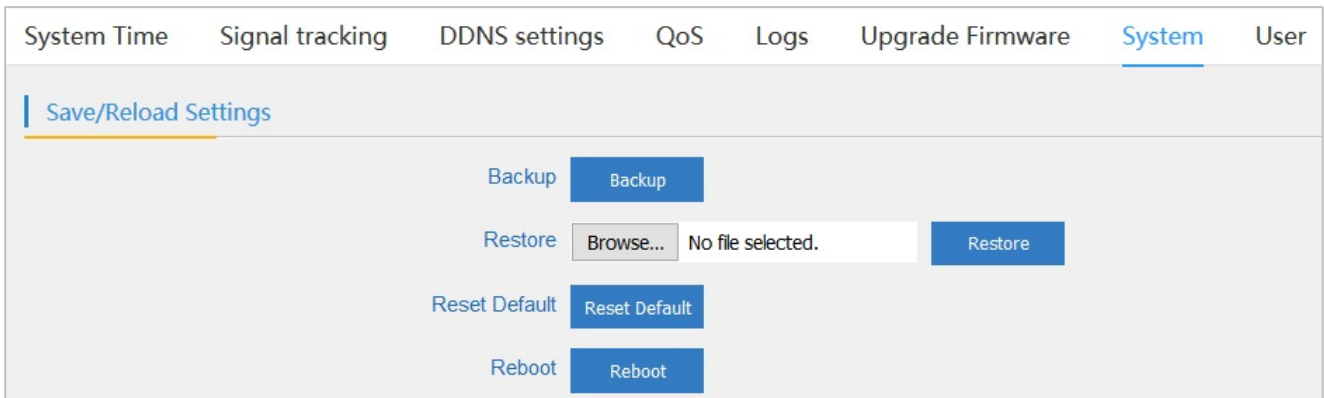 System Time Signal tracking DDNS settings QoS Logs Upgrade Firmware System User
Save/Reload Settings
Backup Backup
Restore Browse... No file selected. Restore
Reset Default Reset Default
Reboot Reboot